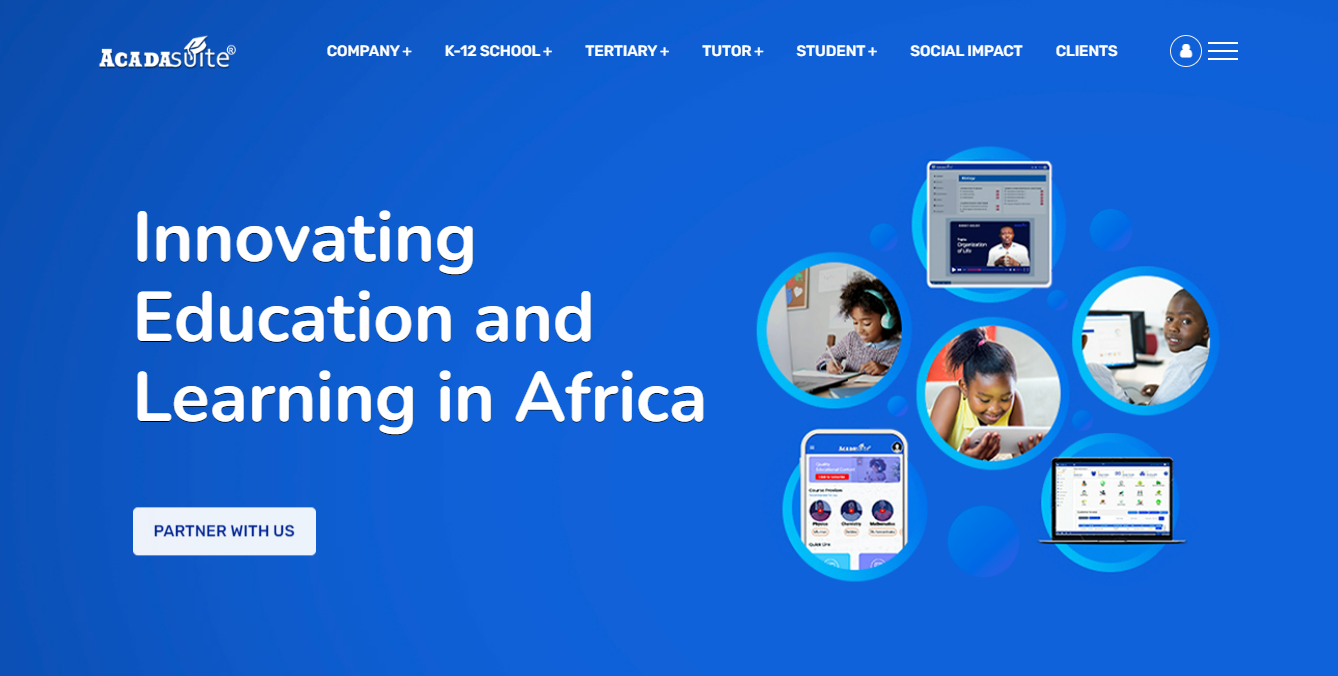 ACADASUITE®
COMPANY +
K-12 SCHOOL +
TERTIARY +
TUTOR +
STUDENT +
SOCIAL IMPACT
CLIENTS
Innovating
Education and
Learning in Africa
PARTNER WITH US
Biology
Organization
of Life
ACADASUITE
Quality
Educational Content
Course Preview
Physics
Chemistry
Mathematics
Quick Link